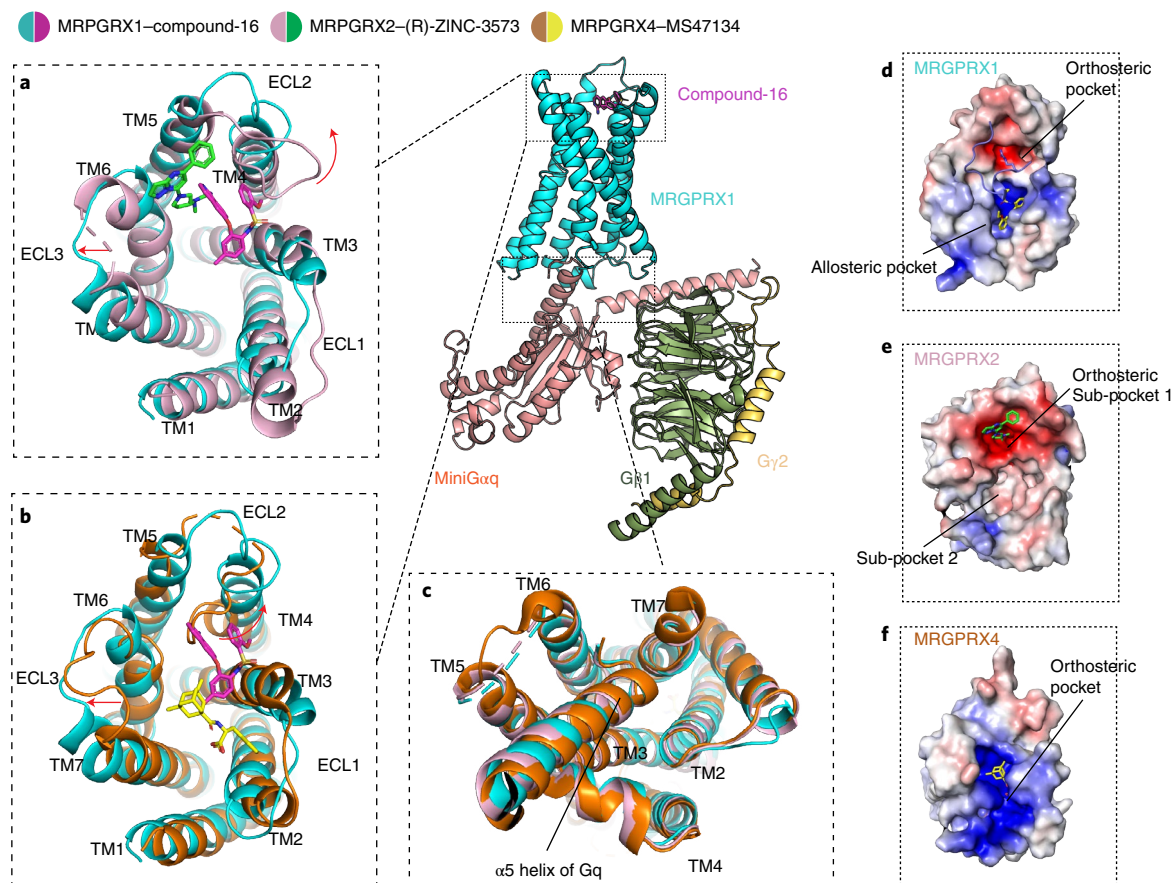 MRPGRX1–compound-16 MRPGRX2–(R)-ZINC-3573 MRPGRX4–MS47134
a
ECL2
TM5
TM6
TM4
ECL3
TM3
TM
ECL1
TM2
TM1
Compound-16
MRGPRX1
MiniGαq
Gβ1
Gγ2
b
ECL2
TM5
TM6
TM4
ECL3
TM3
TM7
ECL1
TM2
TM1
c
TM6
TM7
TM5
TM3
TM2
α5 helix of Gq
TM4
d
MRGPRX1
Orthosteric
pocket
Allosteric pocket
e
MRGPRX2
Orthosteric
Sub-pocket 1
Sub-pocket 2
f
MRGPRX4
Orthosteric
pocket